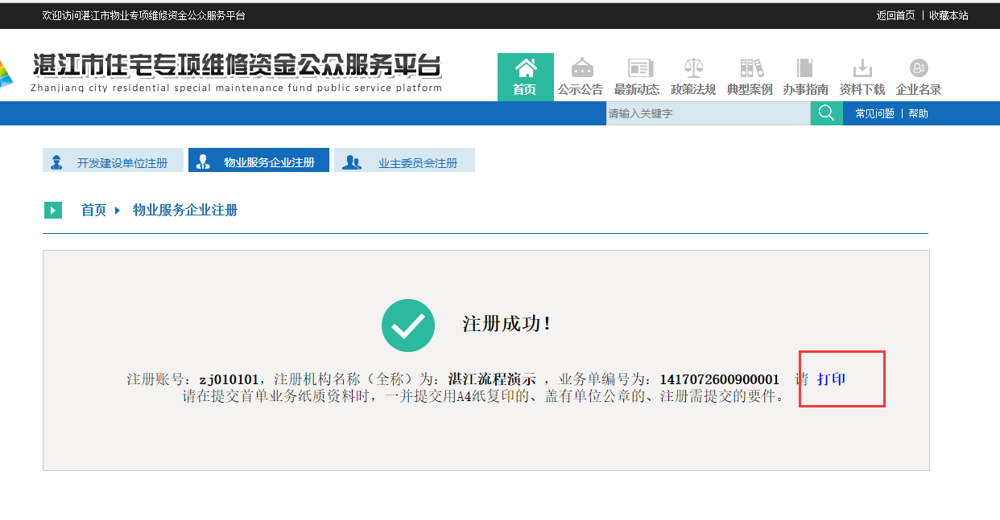 欢迎访问湛江市物业专项维修资金公众服务平台
返回首页 | 收藏本站
湛江市住宅专项维修资金公众服务平台
Zhanjiang city residential special maintenance fund public service platform
首页 公示公告 最新动态 政策法规 典型案例 办事指南 资料下载 企业名录
请输入关键字
常见问题 | 帮助
开发建设单位注册 物业服务企业注册 业主委员会注册
首页 物业服务企业注册
注册成功！
注册账号：zj010101，注册机构名称（全称）为：湛江流程演示 ，业务单编号为：1417072600900001 请 打印
请在提交首单业务纸质资料时，一并提交用A4纸复印的、盖有单位公章的、注册需提交的要件。